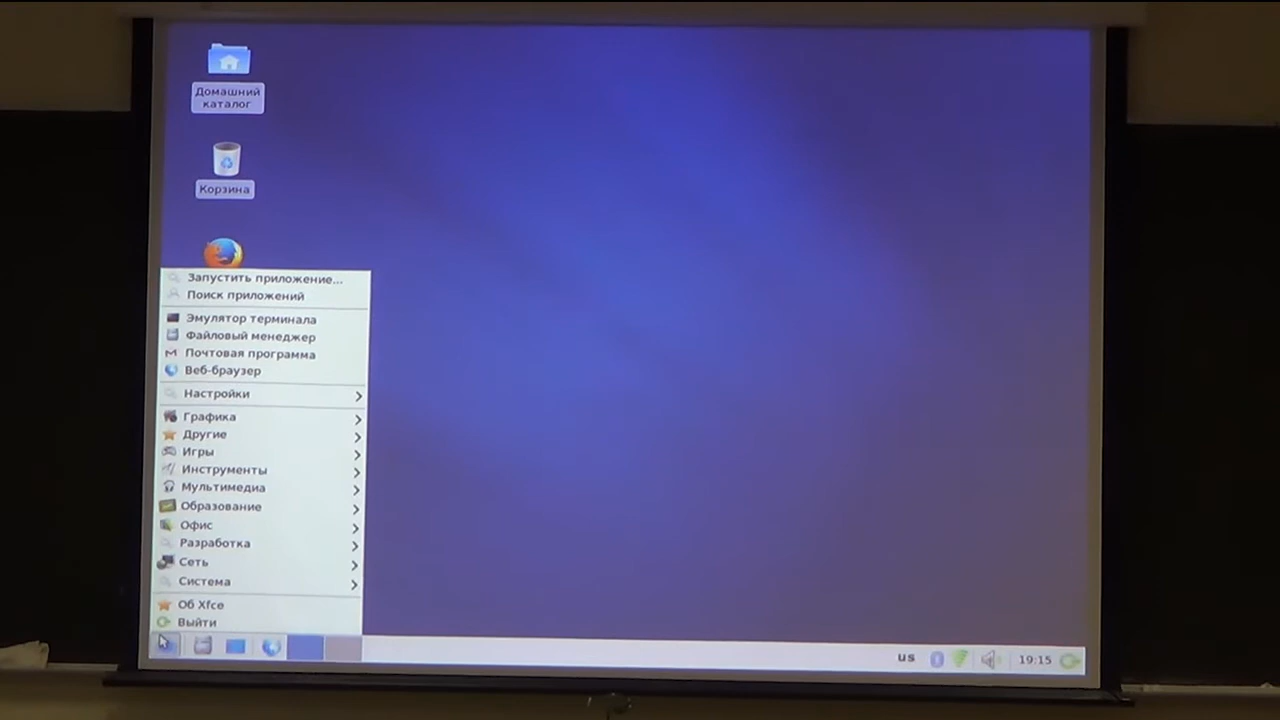 Домашний
каталог
Корзина
Запустить приложение...
Поиск приложений
Эмулятор терминала
Файловый менеджер
Почтовая программа
Веб-браузер
Настройки
Графика
Другие
Игры
Инструменты
Мультимедиа
Образование
Офис
Разработка
Сеть
Система
Об Xfce
Выйти
us
19:15